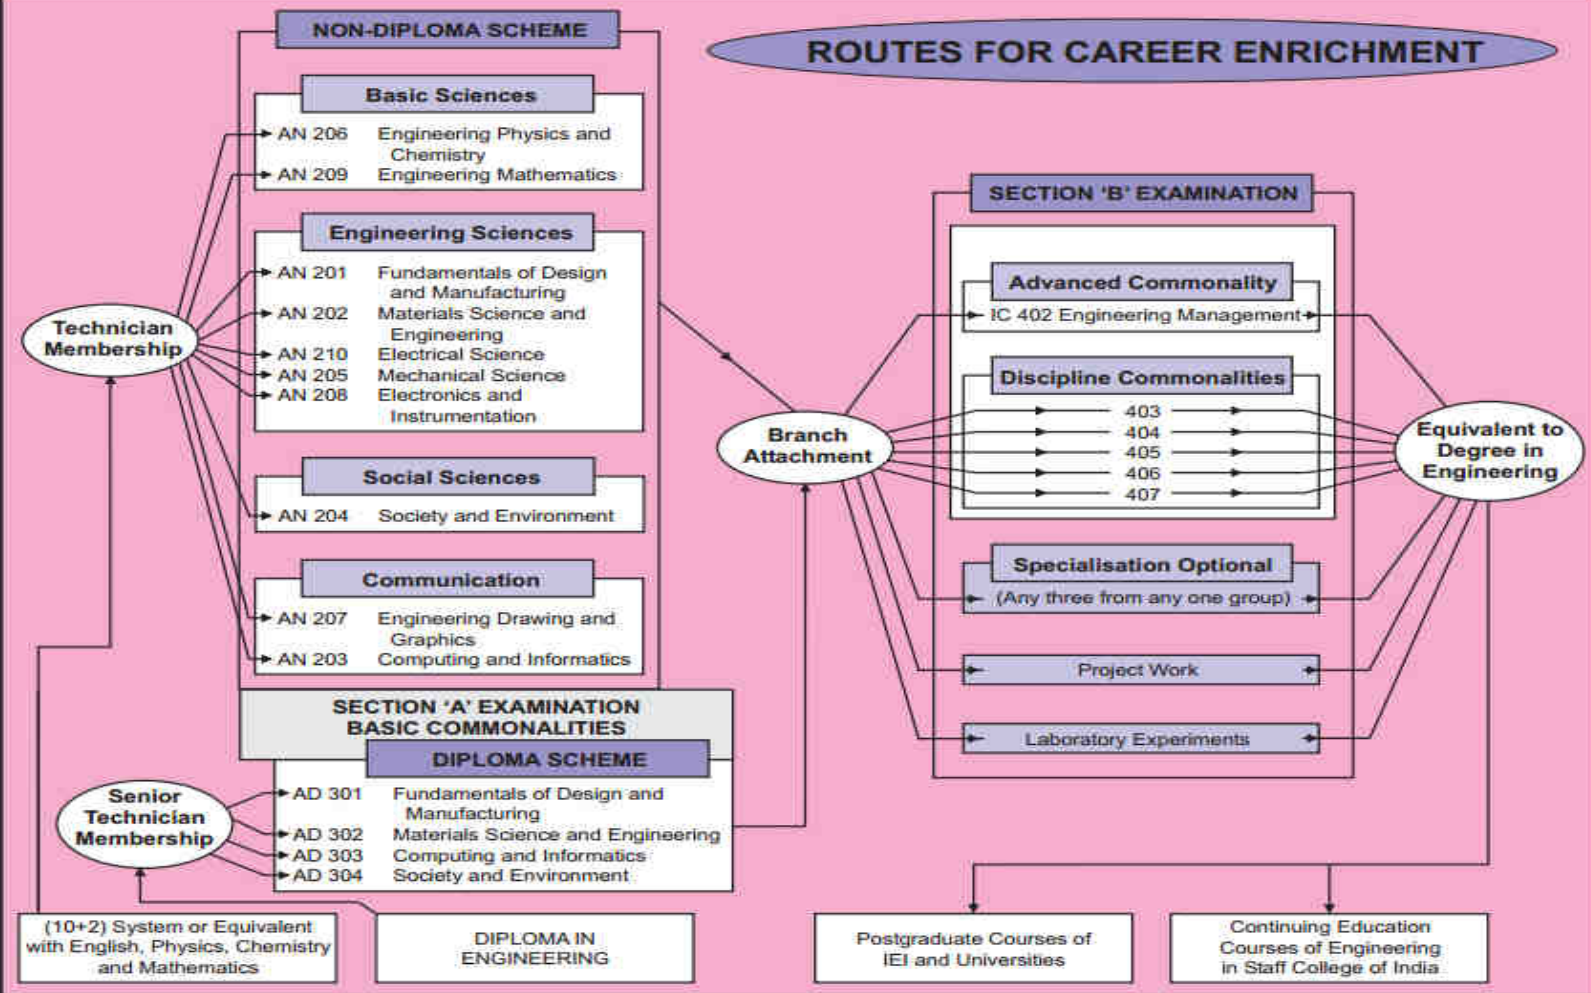 ROUTES FOR CAREER ENRICHMENT
NON-DIPLOMA SCHEME
Basic Sciences
AN 206 Engineering Physics and
Chemistry
AN 209 Engineering Mathematics
Engineering Sciences
AN 201 Fundamentals of Design
and Manufacturing
AN 202 Materials Science and
Engineering
AN 210 Electrical Science
AN 205 Mechanical Science
AN 208 Electronics and
Instrumentation
Social Sciences
AN 204 Society and Environment
Communication
AN 207 Engineering Drawing and
Graphics
AN 203 Computing and Informatics
Technician
Membership
SECTION ‘A’ EXAMINATION
BASIC COMMONALITIES
DIPLOMA SCHEME
AD 301 Fundamentals of Design and
Manufacturing
AD 302 Materials Science and Engineering
AD 303 Computing and Informatics
AD 304 Society and Environment
Senior
Technician
Membership
(10+2) System or Equivalent
with English, Physics, Chemistry
and Mathematics
DIPLOMA IN
ENGINEERING
Branch
Attachment
SECTION ‘B’ EXAMINATION
Advanced Commonality
IC 402 Engineering Management
Discipline Commonalities
403
404
405
406
407
Specialisation Optional
(Any three from any one group)
Project Work
Laboratory Experiments
Equivalent to
Degree in
Engineering
Postgraduate Courses of
IEI and Universities
Continuing Education
Courses of Engineering
in Staff College of India